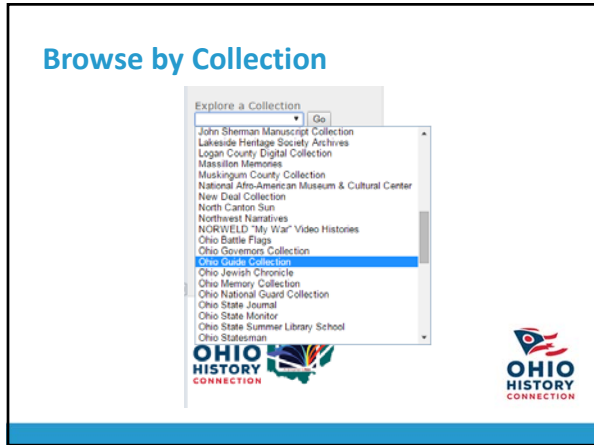 Browse by Collection
Explore a Collection
Go
John Sherman Manuscript Collection
Lakeside Heritage Society Archives
Logan County Digital Collection
Massillon Memories
Muskingum County Collection
National Afro-American Museum & Cultural Center
New Deal Collection
North Canton Sun
Northwest Narratives
NORWELD "My War" Video Histories
Ohio Battle Flags
Ohio Governors Collection
Ohio Guide Collection
Ohio Jewish Chronicle
Ohio Memory Collection
Ohio National Guard Collection
Ohio State Journal
Ohio State Monitor
Ohio State Summer Library School
Ohio Statesman
OHIO
HISTORY
CONNECTION
OHIO
HISTORY
CONNECTION